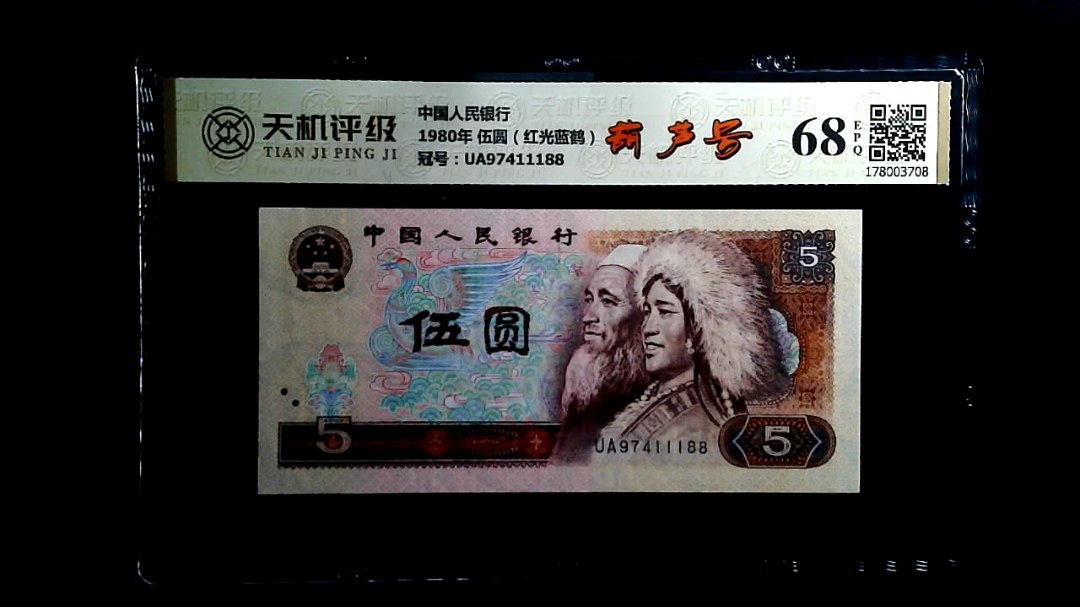 天机评级
TIAN JI PING JI
中国人民银行
1980年 伍圆（红光蓝鹤）
冠号：UA97411188
葫芦号
68
EPQ
178003708
中国人民银行
5
伍圆
5
UA97411188
5